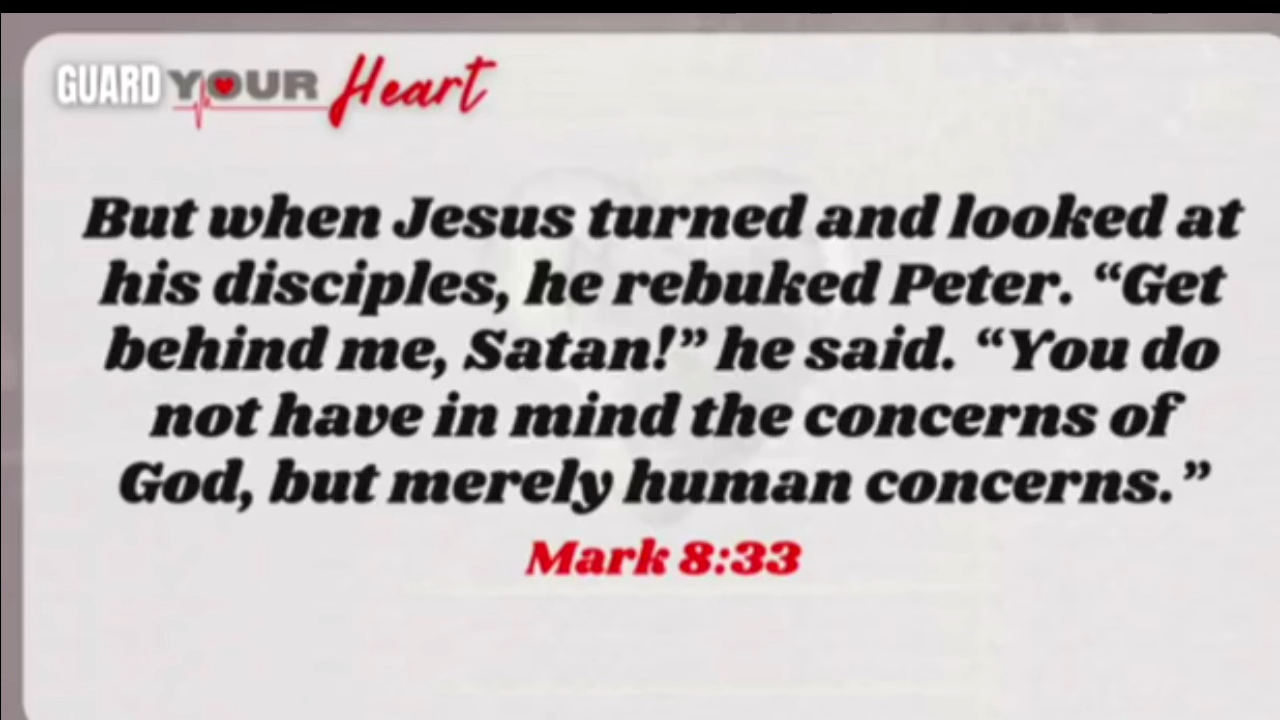 GUARD YOUR Heart
But when Jesus turned and looked at
his disciples, he rebuked Peter. “Get
behind me, Satan!” he said. “You do
not have in mind the concerns of
God, but merely human concerns.”
Mark 8:33